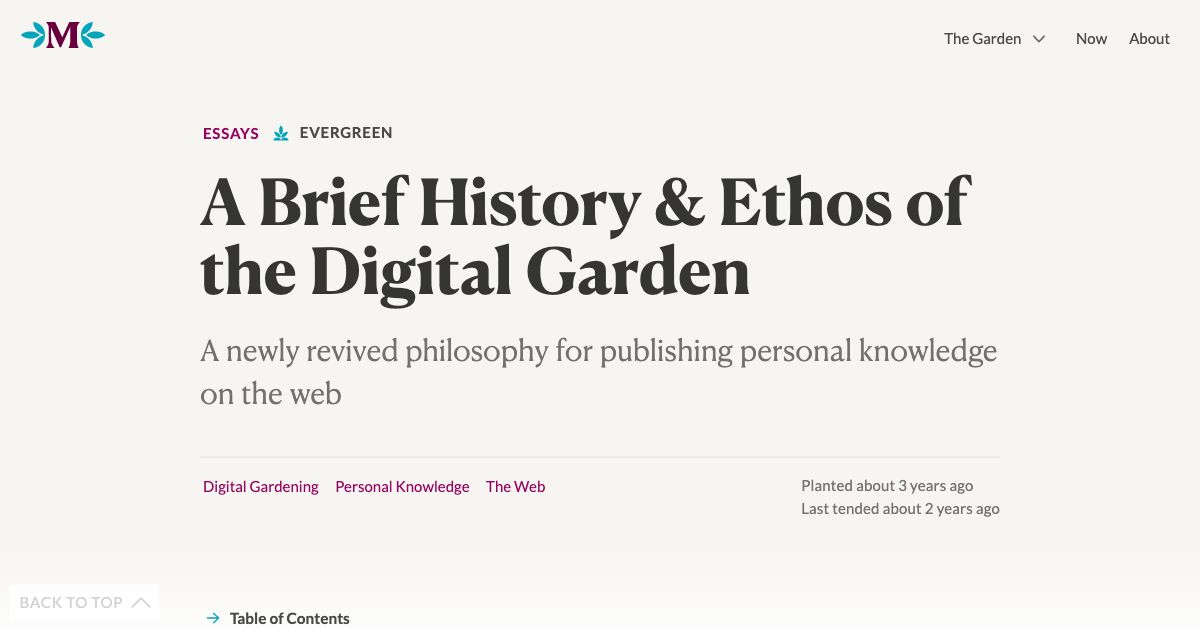 M
The Garden Now About
ESSAYS EVERGREEN
A Brief History & Ethos of
the Digital Garden
A newly revived philosophy for publishing personal knowledge
on the web
Digital Gardening Personal Knowledge The Web
Planted about 3 years ago
Last tended about 2 years ago
BACK TO TOP
Table of Contents